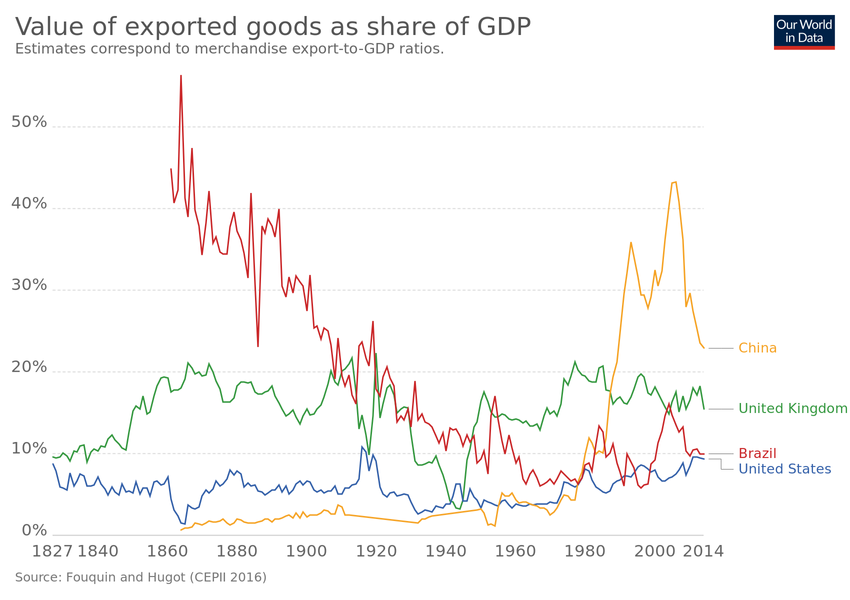 Value of exported goods as share of GDP
Estimates correspond to merchandise export-to-GDP ratios.
Our World
in Data
50%
40%
30%
20%
10%
0%
China
United Kingdom
Brazil
United States
1827 1840 1860 1880 1900 1920 1940 1960 1980 2000 2014
Source: Fouquin and Hugot (CEPII 2016)